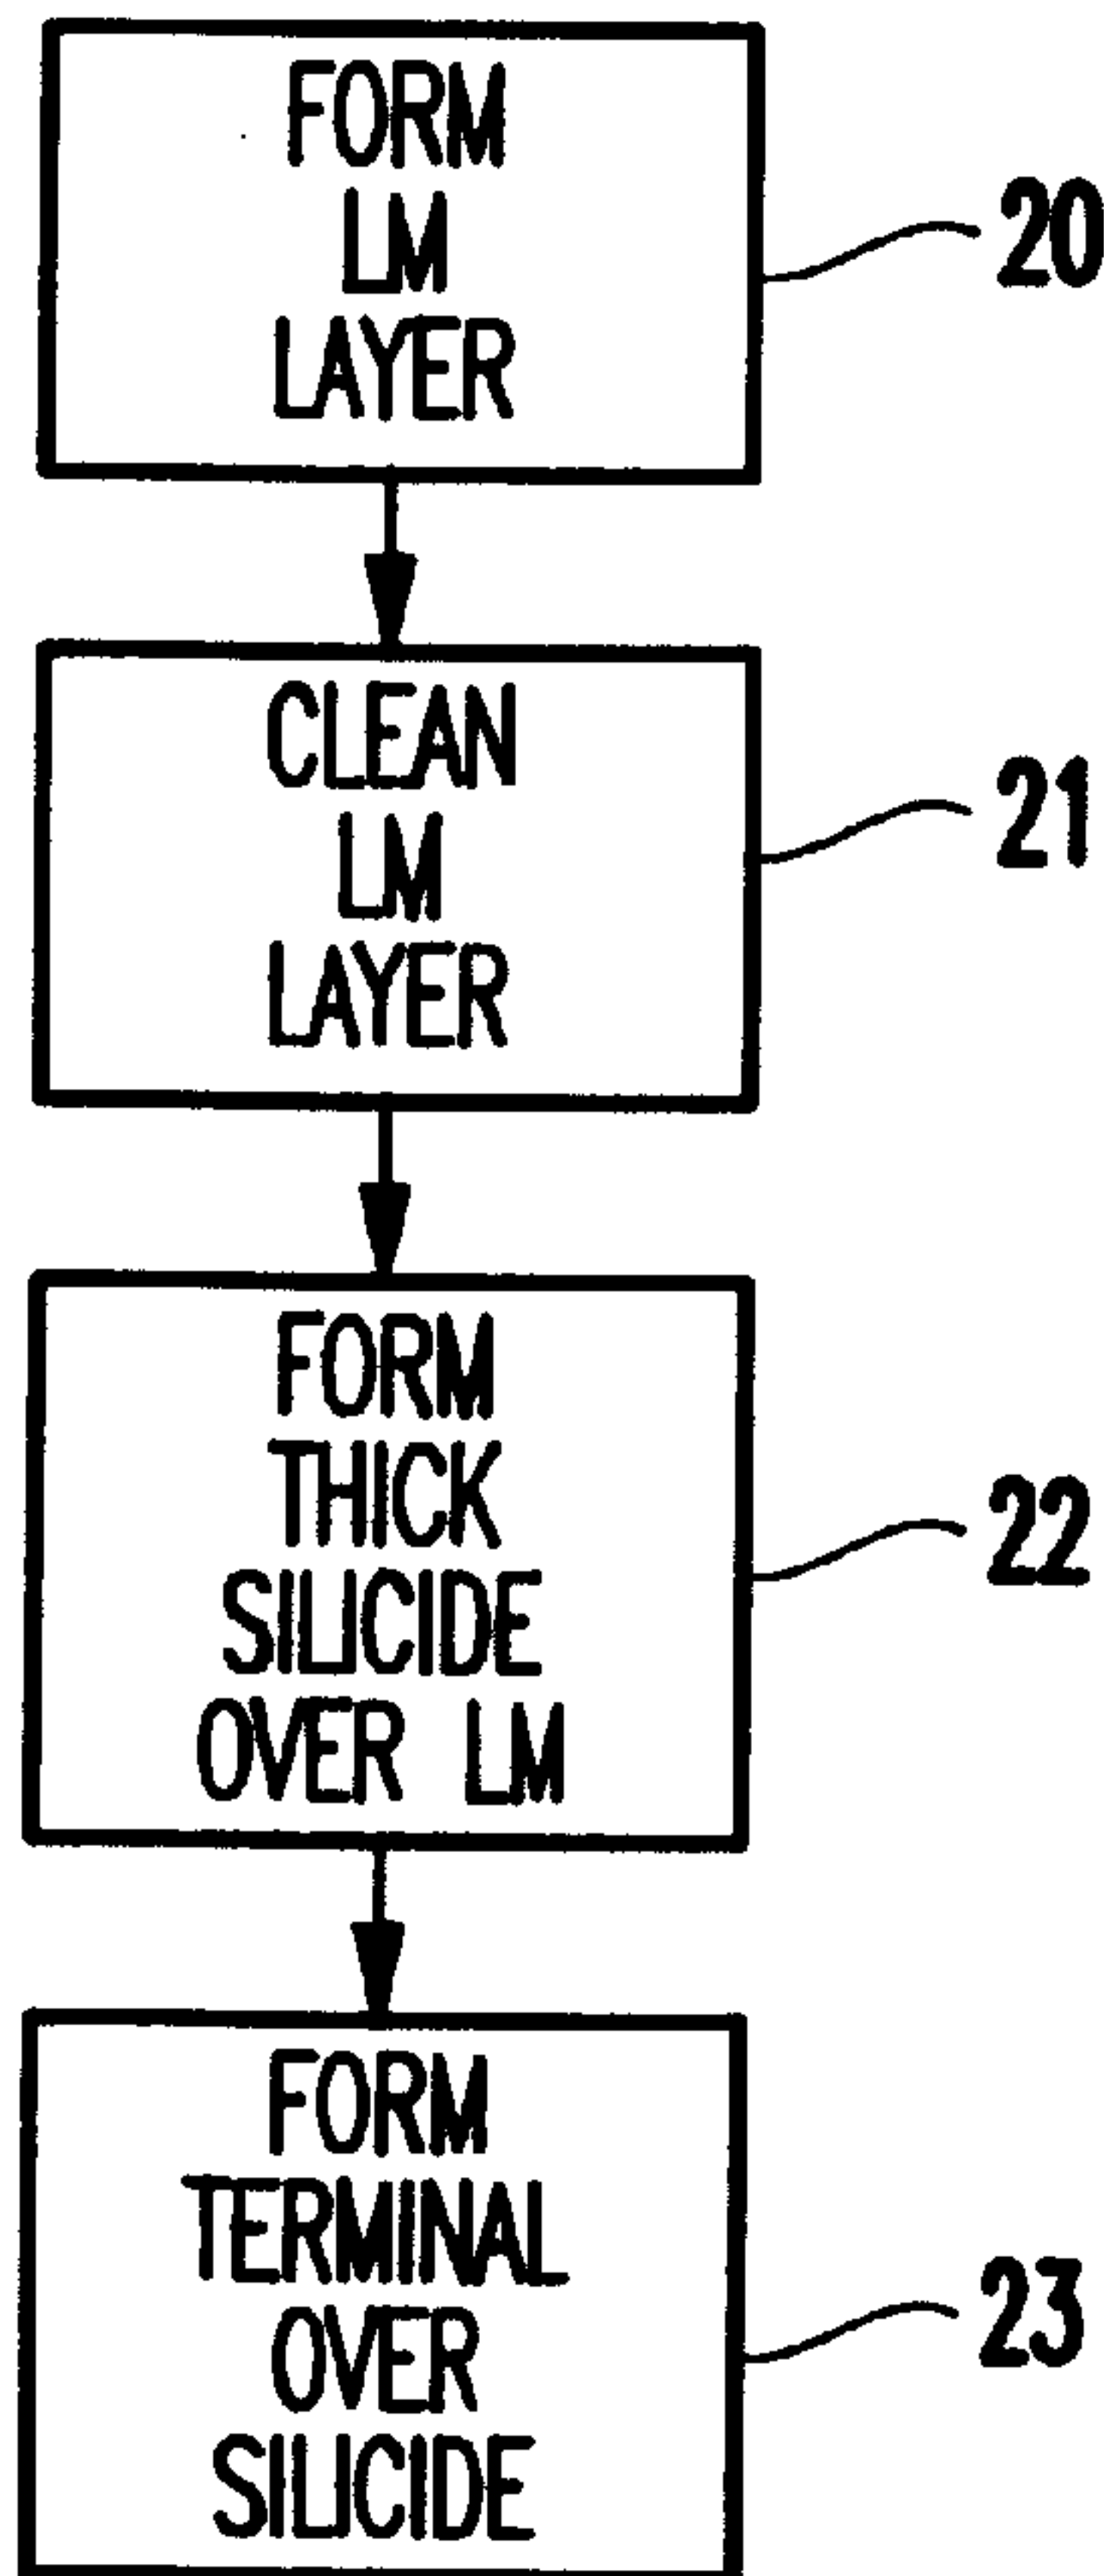 FORM
LM
LAYER
20
CLEAN
LM
LAYER
21
FORM
THICK
SILICIDE
OVER LM
22
FORM
TERMINAL
OVER
SILICIDE
23